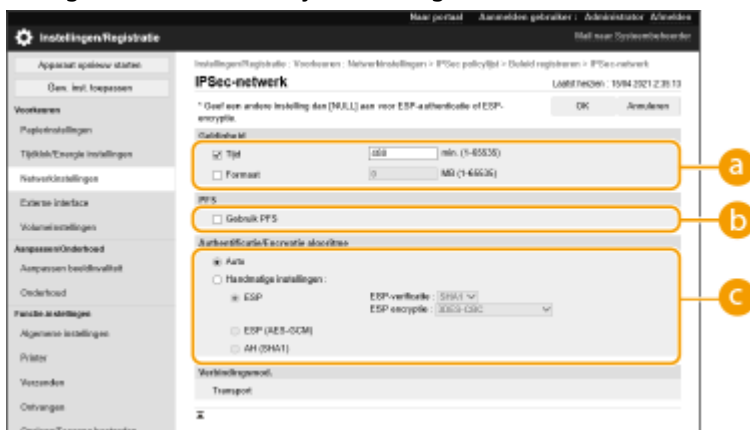 Naar portaal Aanmelden gebruiker : Administrator Afmelden
Instellingen/Registratie
Mail naar Systeembeheerder
Apparaat opnieuw starten
Gew. inst. toepassen
Voorkeuren
Papierinstellingen
Tijdklok/Energie instellingen
Netwerkinstellingen
Externe interface
Volumeinstellingen
Aanpassen/Onderhoud
Aanpassen beeldkwaliteit
Onderhoud
Functie-instellingen
Algemene instellingen
Printer
Verzenden
Ontvangen
Instellingen/Registratie : Voorkeuren : Netwerkinstellingen > IPSec policylijst > Beleid registreren > IPSec-netwerk
IPSec-netwerk
Laatst herzien : 15/04 2021 2:35:13
* Geef een andere instelling dan [NULL] aan voor ESP-authenticatie of ESP-encryptie.
OK Annuleren
Geldigheid
Tijd 480 min. (1-65535)
Formaat 0 MB (1-65535)
a
PFS
Gebruik PFS
b
Authentificatie/Encryptie algoritme
Auto
Handmatige instellingen :
ESP ESP-verificatie : SHA1
ESP encryptie : 3DES-CBC
ESP (AES-GCM)
AH (SHA1)
c
Verbindingsmod.
Transport